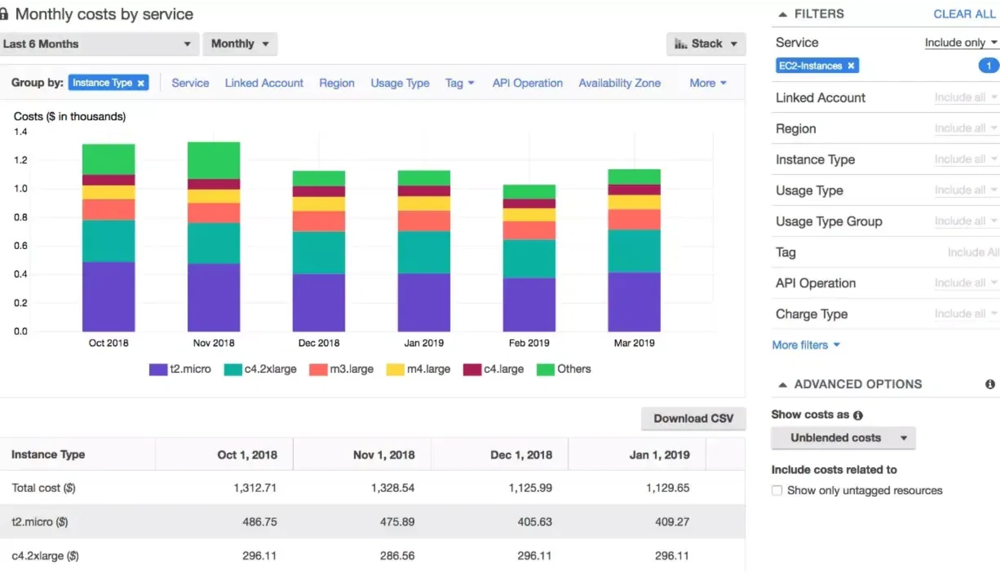 Monthly costs by service
Last 6 Months Monthly Stack
Group by: Instance Type × Service Linked Account Region Usage Type Tag API Operation Availability Zone More
Costs ($ in thousands)
1.4
1.2
1.0
0.8
0.6
0.4
0.2
0.0
Oct 2018 Nov 2018 Dec 2018 Jan 2019 Feb 2019 Mar 2019
t2.micro c4.2xlarge m3.large m4.large c4.large Others
Download CSV
Instance Type Oct 1, 2018 Nov 1, 2018 Dec 1, 2018 Jan 1, 2019
Total cost ($) 1,312.71 1,328.54 1,125.99 1,129.65
t2.micro ($) 486.75 475.89 405.63 409.27
c4.2xlarge ($) 296.11 286.56 296.11 296.11
FILTERS CLEAR ALL
Service Include only
EC2-Instances × 1
Linked Account Include all
Region Include all
Instance Type Include all
Usage Type Include all
Usage Type Group Include all
Tag Include All
API Operation Include all
Charge Type Include all
More filters
ADVANCED OPTIONS
Show costs as
Unblended costs
Include costs related to
Show only untagged resources